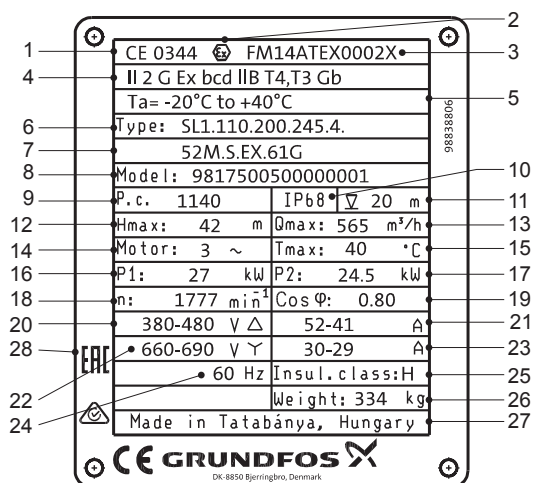 2
1 CE 0344 Ex FM14ATEX0002X 3
4 II 2 G Ex bcd IIB T4,T3 Gb
Ta= -20°C to +40°C 5
98838806
6 Type: SL1.110.200.245.4.
7 52M.S.EX.61G
8 Model: 9817500500000001
10
9 P.c. 1140 IP68 20 m 11
12 Hmax: 42 m Qmax: 565 m³/h 13
14 Motor: 3 ~ Tmax: 40 °C 15
16 P1: 27 kW P2: 24.5 kW 17
18 n: 1777 min⁻¹ Cos φ: 0.80 19
20 380-480 V △ 52-41 A 21
28 EAC
22 660-690 V Y 30-29 A 23
24 60 Hz Insul.class:H 25
Weight: 334 kg 26
Made in Tatabánya, Hungary 27
CE GRUNDFOS
DK-8850 Bjerringbro, Denmark